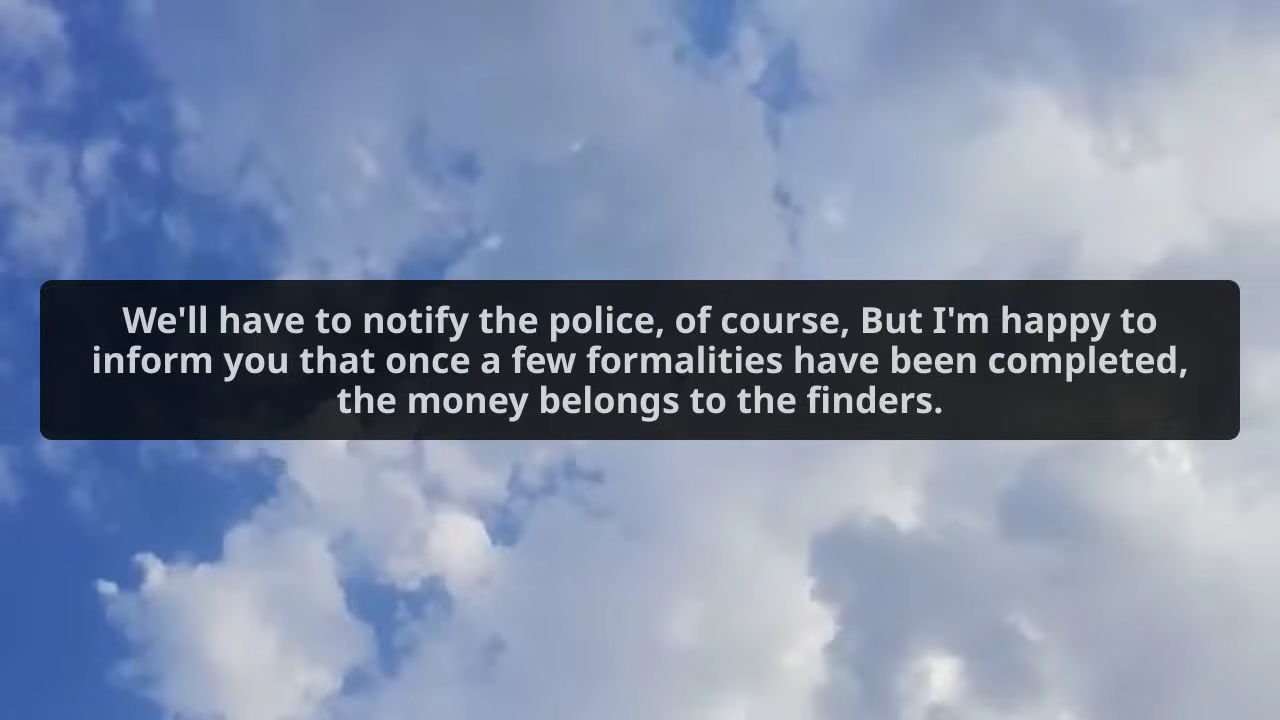 We'll have to notify the police, of course, But I'm happy to
inform you that once a few formalities have been completed,
the money belongs to the finders.